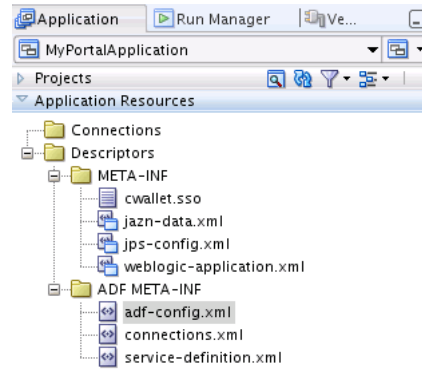 Application Run Manager Ve...
MyPortalApplication
Projects
Application Resources
Connections
Descriptors
META-INF
cwallet.sso
jazn-data.xml
jps-config.xml
weblogic-application.xml
ADF META-INF
adf-config.xml
connections.xml
service-definition.xml